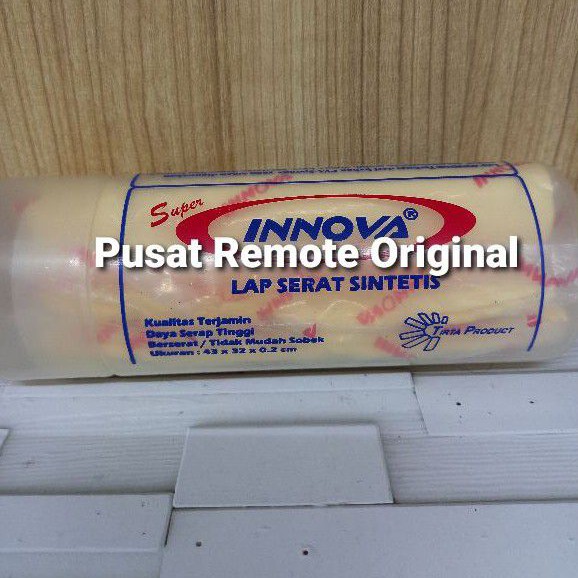 Super
INNOVA®
Pusat Remote Original
LAP SERAT SINTETIS
Kualitas Terjamin
Daya Serap Tinggi
Berserat / Tidak Mudah Sobek
Ukuran : 43 x 32 x 0.2 cm
TIRTA PRODUCT